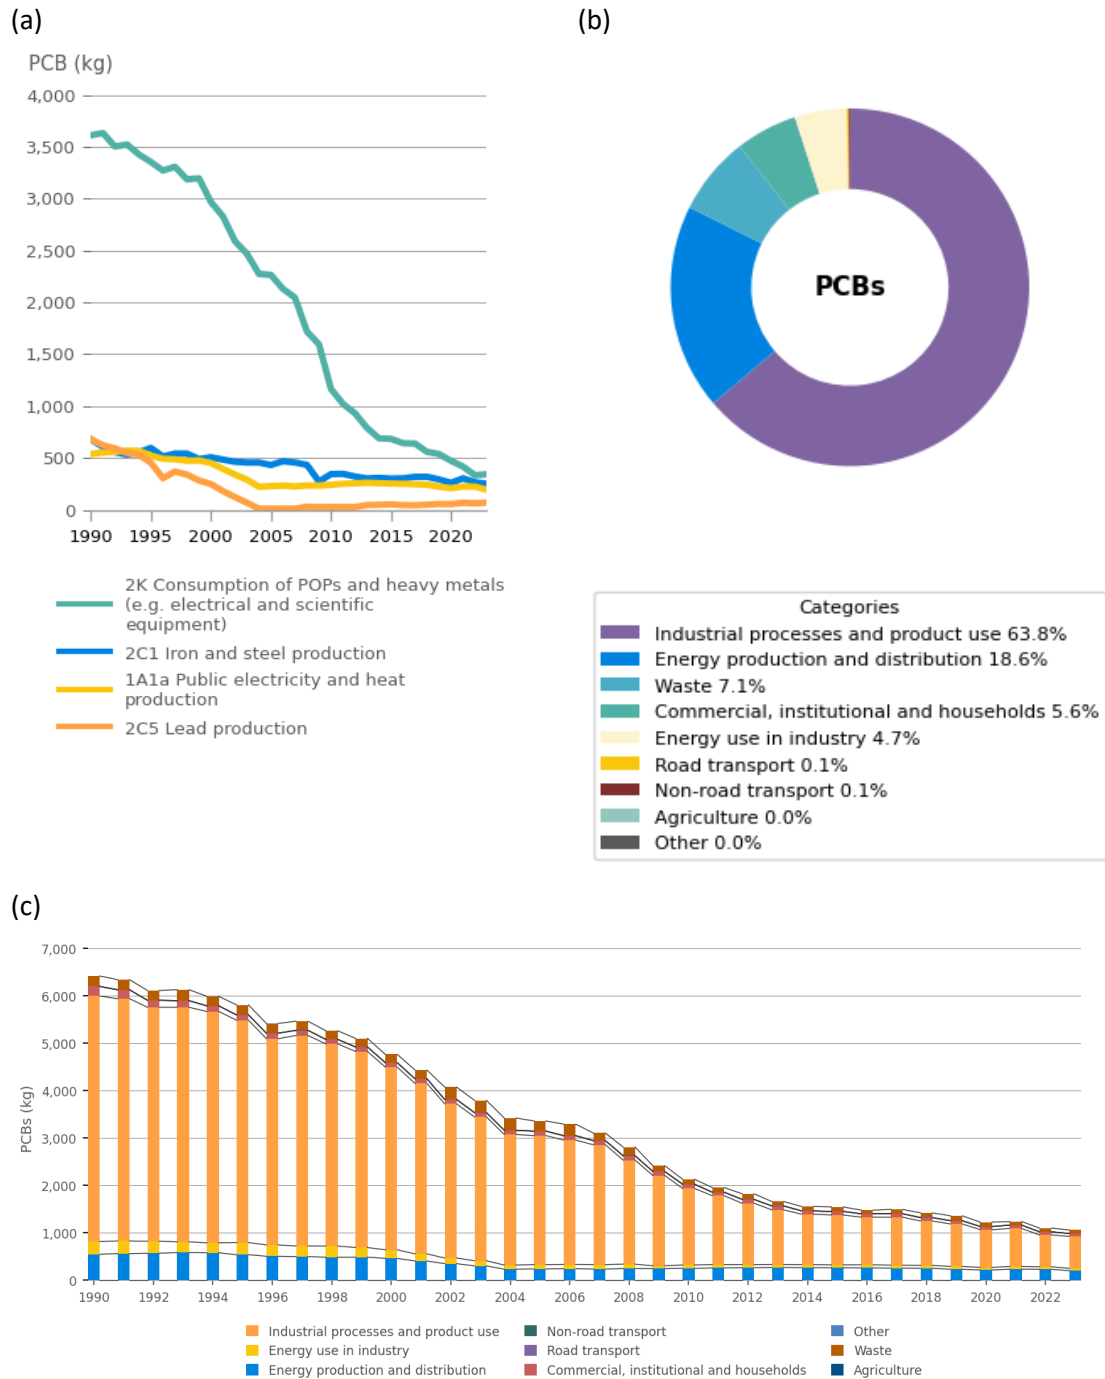 (a)
(b)
PCB (kg)
4,000
3,500
3,000
2,500
2,000
1,500
1,000
500
0
1990 1995 2000 2005 2010 2015 2020
2K Consumption of POPs and heavy metals
(e.g. electrical and scientific
equipment)
2C1 Iron and steel production
1A1a Public electricity and heat
production
2C5 Lead production
PCBs
Categories
Industrial processes and product use 63.8%
Energy production and distribution 18.6%
Waste 7.1%
Commercial, institutional and households 5.6%
Energy use in industry 4.7%
Road transport 0.1%
Non-road transport 0.1%
Agriculture 0.0%
Other 0.0%
(c)
PCBs (kg)
7,000
6,000
5,000
4,000
3,000
2,000
1,000
0
1990 1992 1994 1996 1998 2000 2002 2004 2006 2008 2010 2012 2014 2016 2018 2020 2022
Industrial processes and product use
Energy use in industry
Energy production and distribution
Non-road transport
Road transport
Commercial, institutional and households
Other
Waste
Agriculture